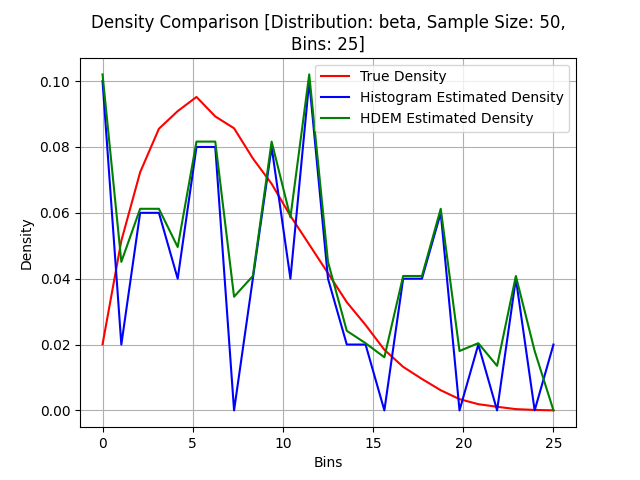 Density Comparison [Distribution: beta, Sample Size: 50,
Bins: 25]
True Density
Histogram Estimated Density
HDEM Estimated Density
Density
0.10
0.08
0.06
0.04
0.02
0.00
0 5 10 15 20 25
Bins